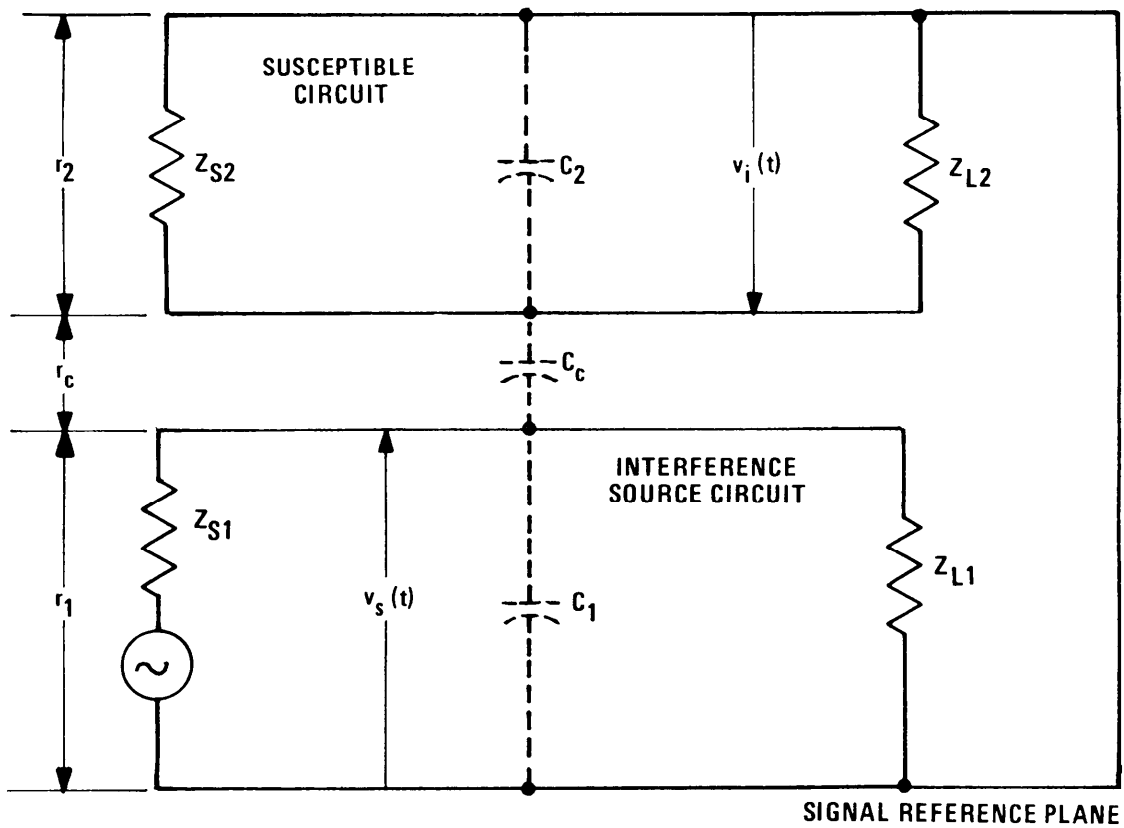 SUSCEPTIBLE
CIRCUIT
r2
ZS2
C2
vi (t)
ZL2
rc
Cc
INTERFERENCE
SOURCE CIRCUIT
ZS1
r1
vs (t)
C1
ZL1
SIGNAL REFERENCE PLANE